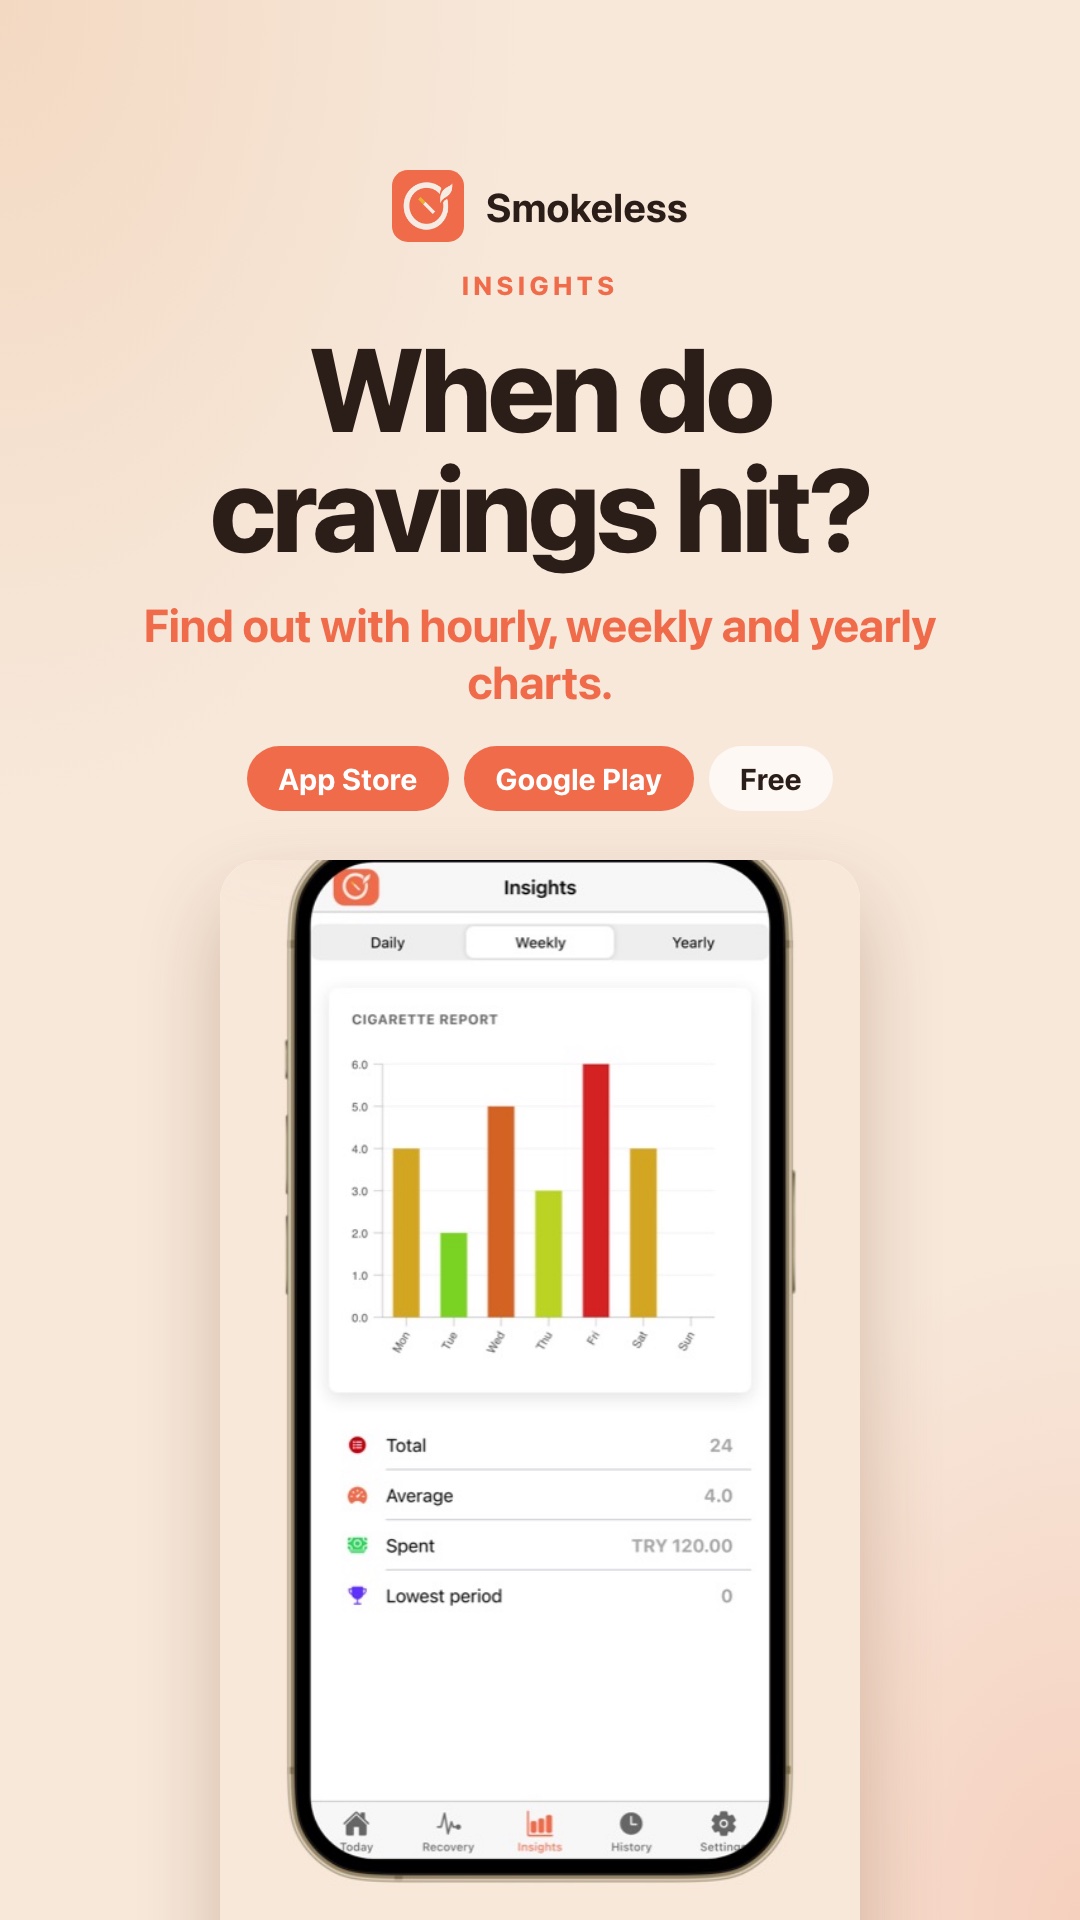 Smokeless
INSIGHTS
When do
cravings hit?
Find out with hourly, weekly and yearly
charts.
App Store Google Play Free
Insights
Daily Weekly Yearly
CIGARETTE REPORT
6.0
5.0
4.0
3.0
2.0
1.0
0.0
Mon Tue Wed Thu Fri Sat Sun
Total 24
Average 4.0
Spent TRY 120.00
Lowest period 0
Today Recovery Insights History Settings